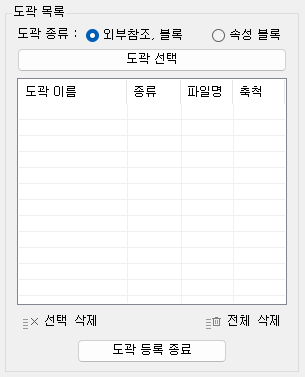 도곽 목록
도곽 종류 : 외부참조, 블록 속성 블록
도곽 선택
도곽 이름 종류 파일명 축척
선택 삭제 전체 삭제
도곽 등록 종료